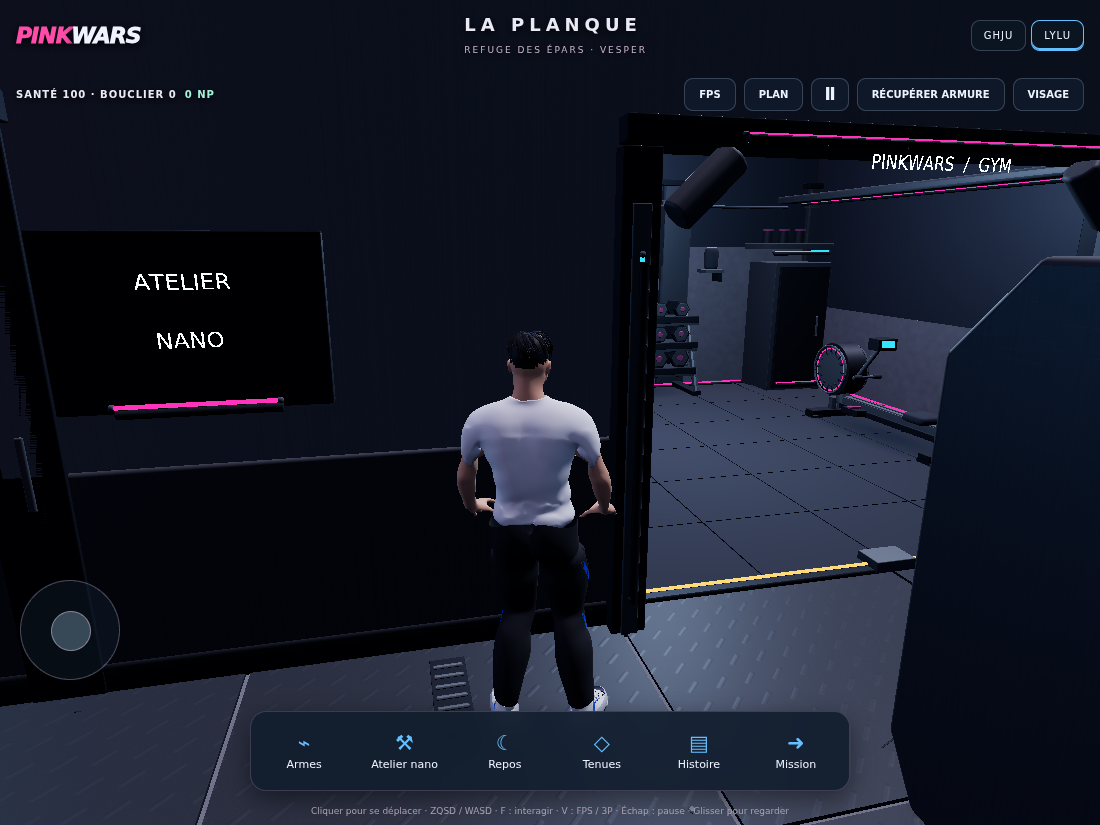 PINKWARS
LA PLANQUE
REFUGE DES ÉPARS · VESPER
GHJU
LYLU
SANTÉ 100 · BOUCLIER 0 0 NP
FPS
PLAN
RÉCUPÉRER ARMURE
VISAGE
PINKWARS / GYM
ATELIER
NANO
Armes
Atelier nano
Repos
Tenues
Histoire
Mission
Cliquer pour se déplacer · ZQSD / WASD · F : interagir · V : FPS / 3P · Échap : pause · Glisser pour regarder